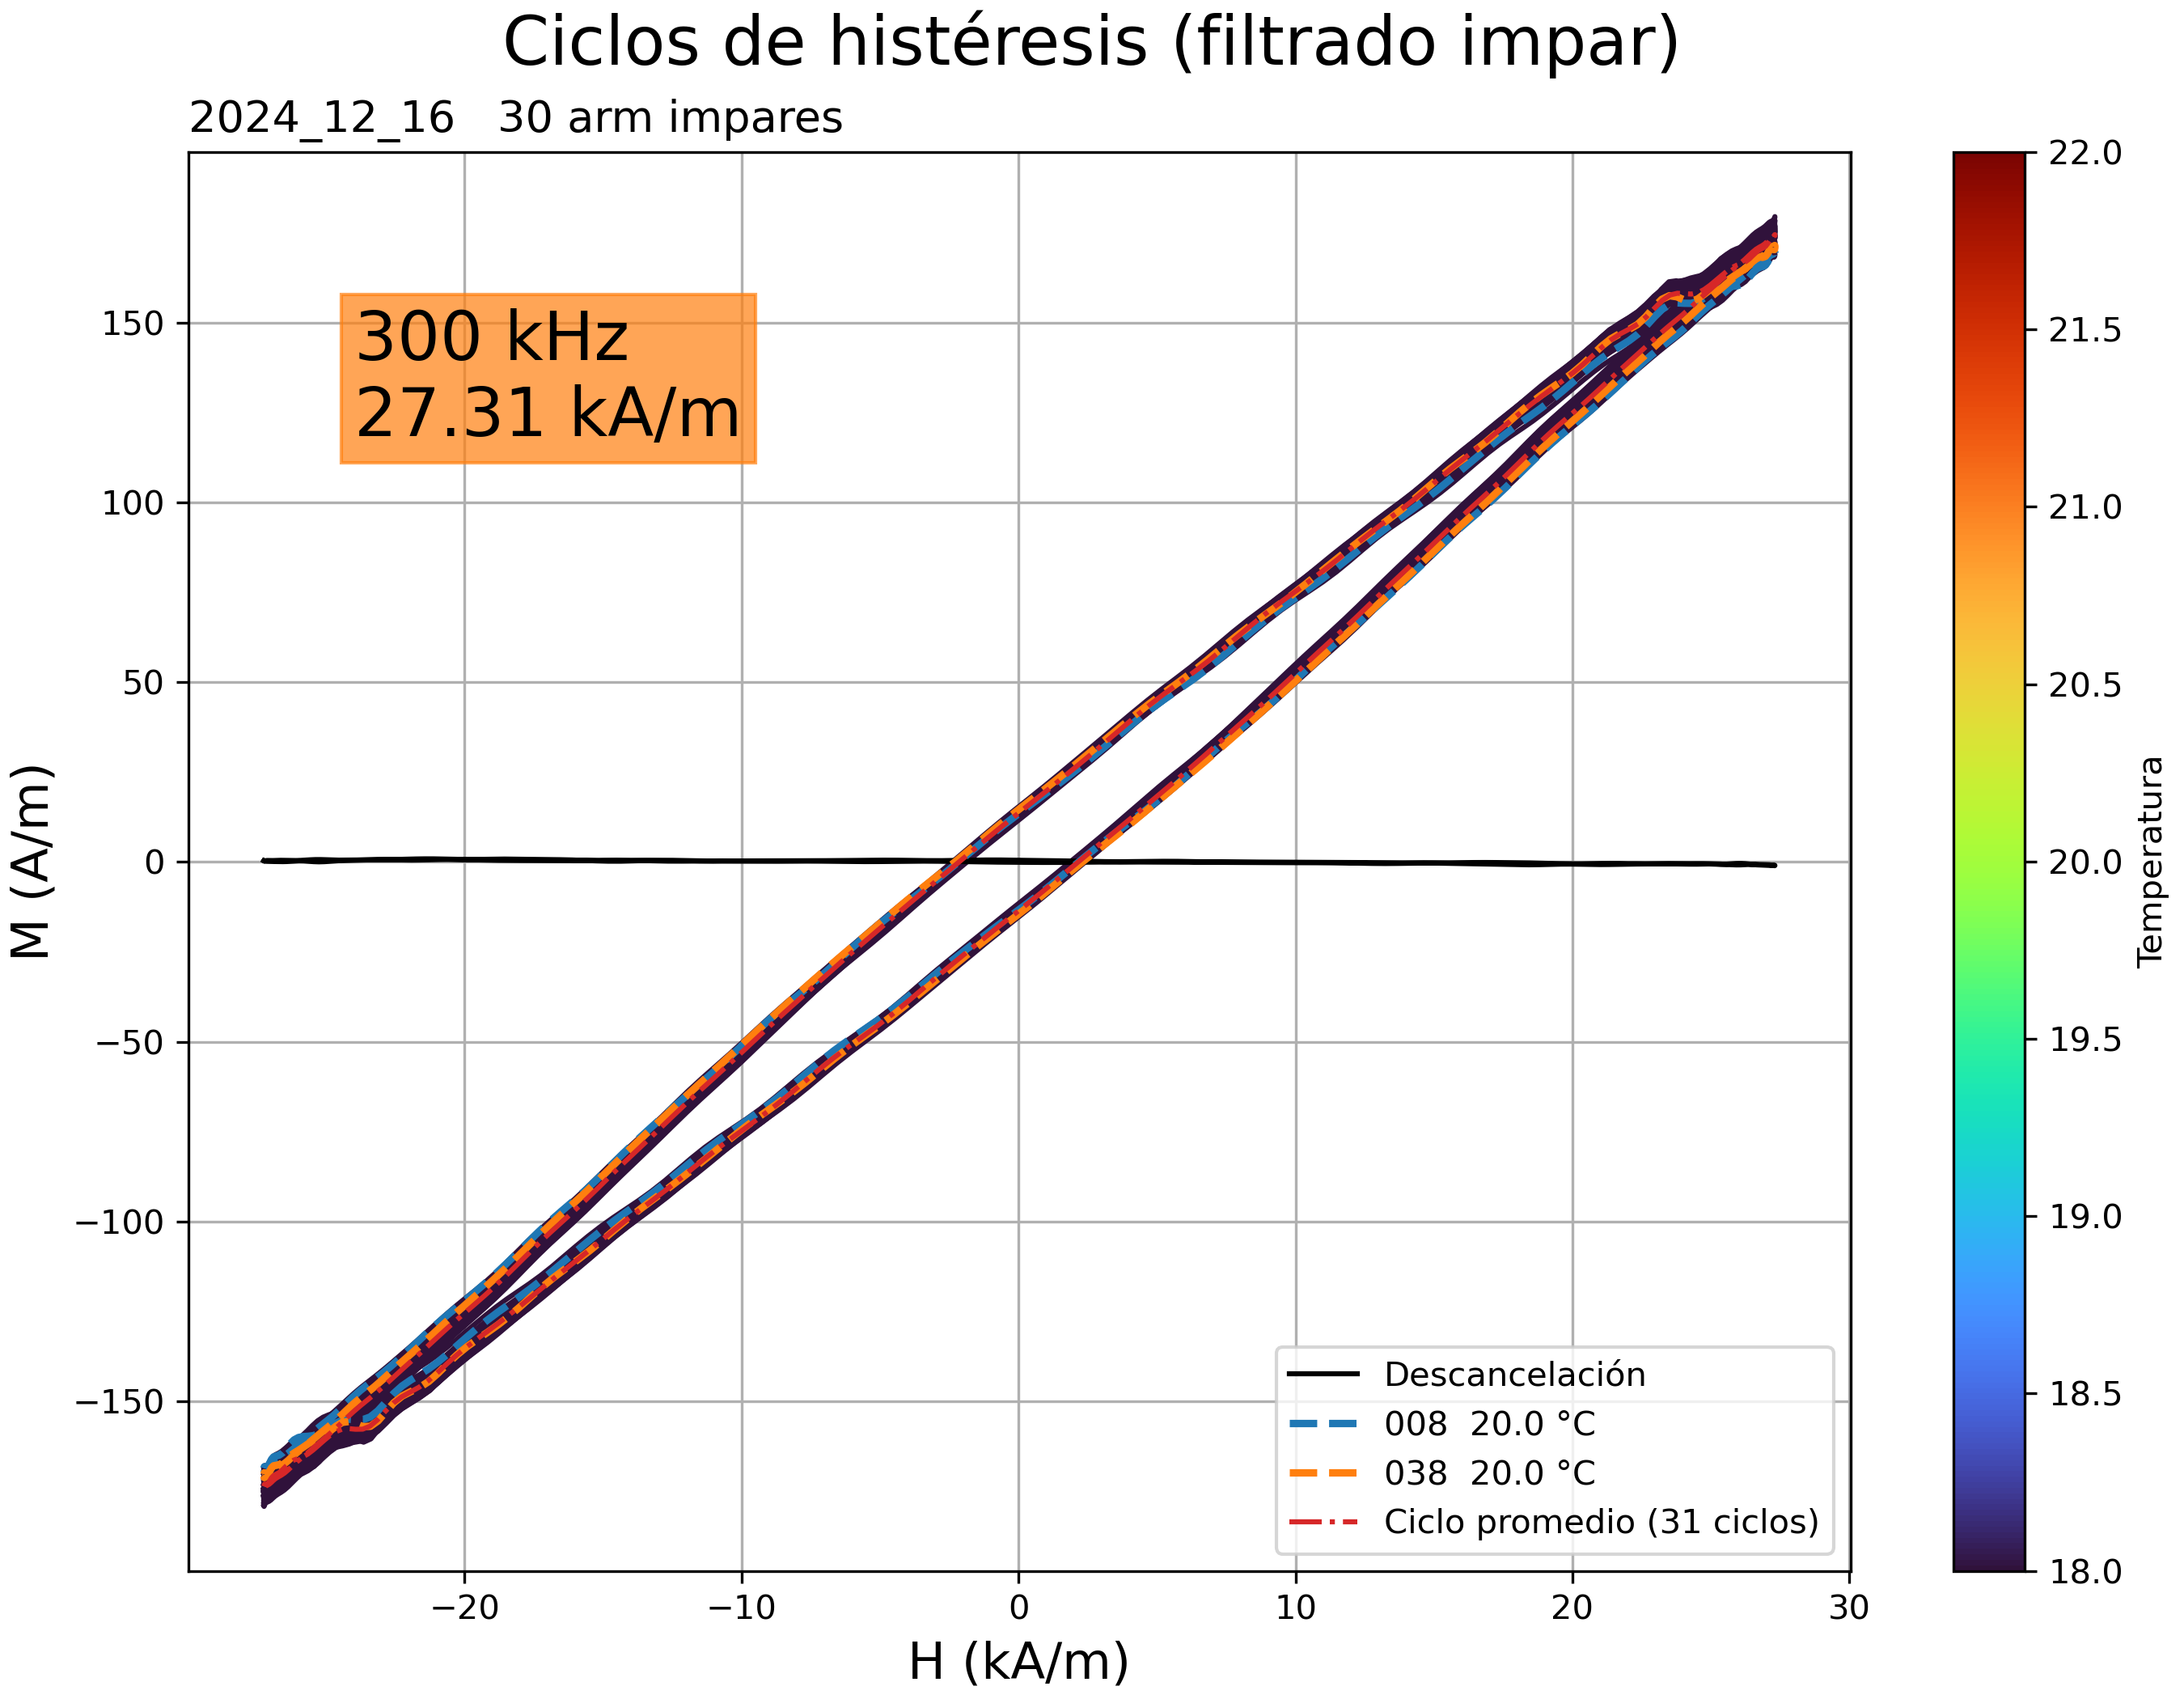 Ciclos de histéresis (filtrado impar)
2024_12_16   30 arm impares
300 kHz
27.31 kA/m
M (A/m)
150
100
50
0
−50
−100
−150
−20
−10
0
10
20
30
H (kA/m)
Descancelación
008  20.0 °C
038  20.0 °C
Ciclo promedio (31 ciclos)
22.0
21.5
21.0
20.5
20.0
19.5
19.0
18.5
18.0
Temperatura